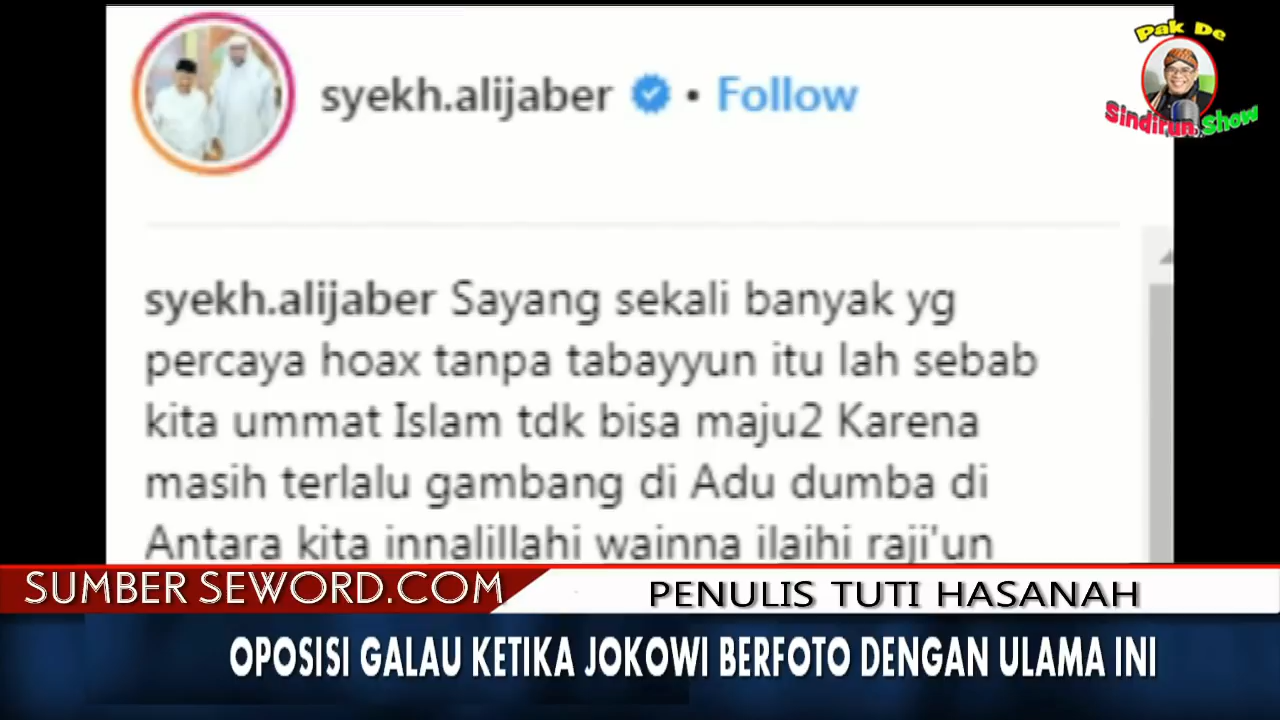 syekh.alijaber • Follow
Pak De
Sindirun Show
syekh.alijaber Sayang sekali banyak yg
percaya hoax tanpa tabayyun itu lah sebab
kita ummat Islam tdk bisa maju2 Karena
masih terlalu gambang di Adu dumba di
Antara kita innalillahi wainna ilaihi raji'un
SUMBER SEWORD.COM
PENULIS TUTI HASANAH
OPOSISI GALAU KETIKA JOKOWI BERFOTO DENGAN ULAMA INI